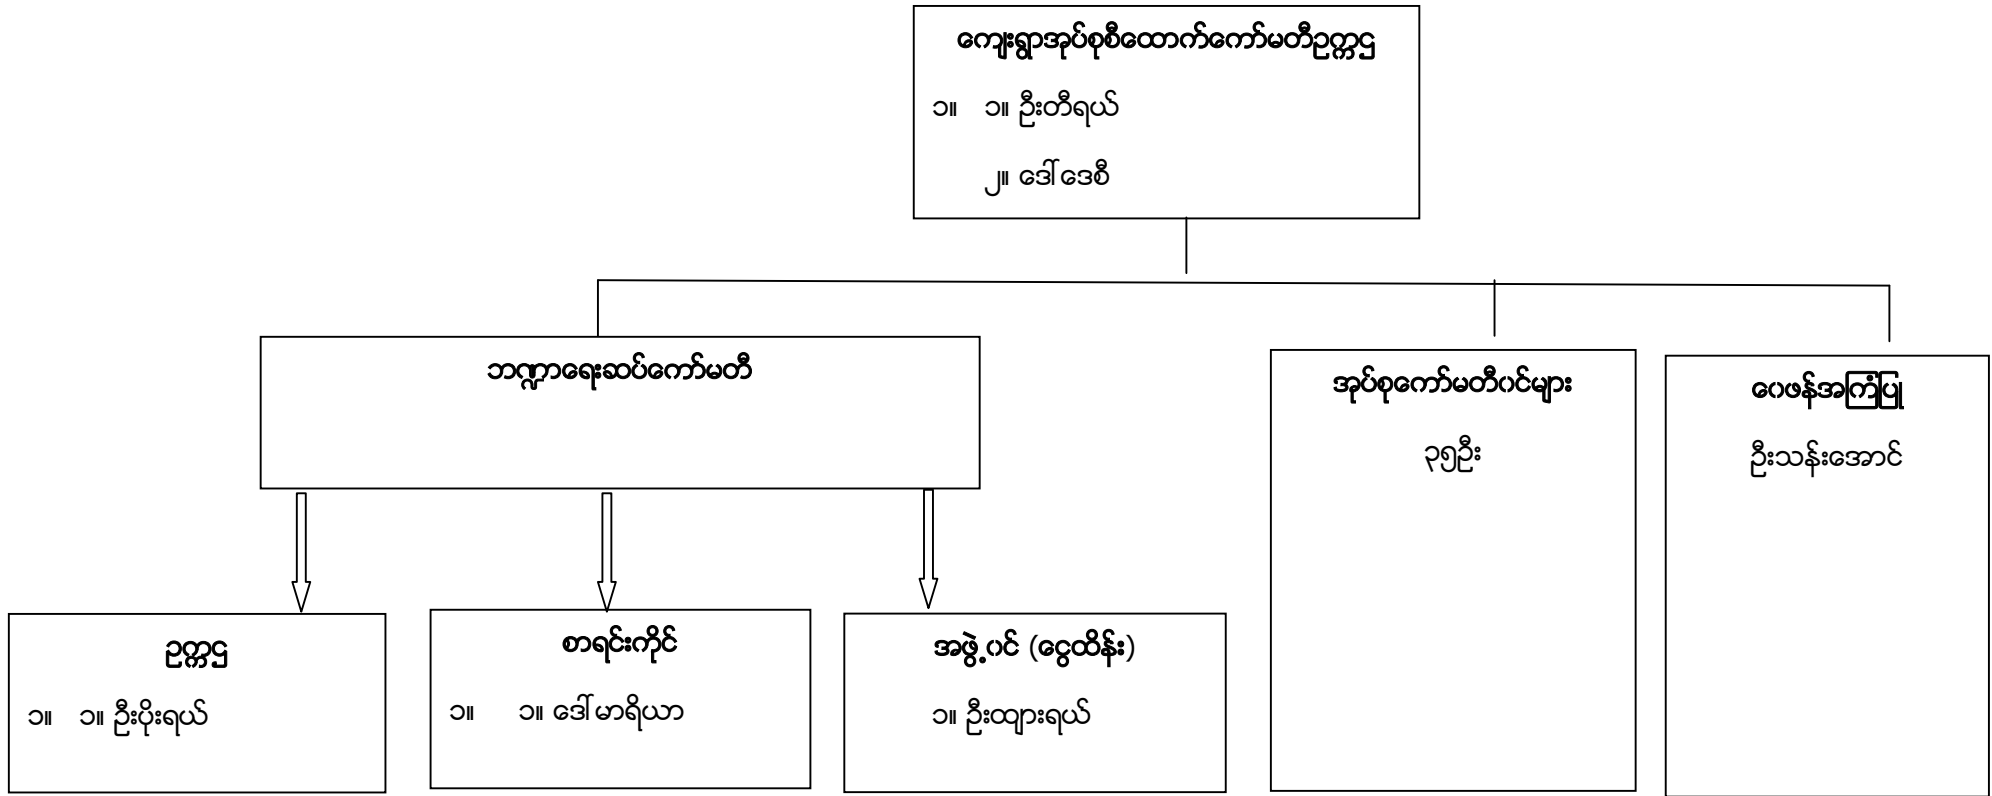 ကျေးရွာအုပ်စုစီထောက်ကော်မတီဥက္ကဋ္ဌ
၁။ ၁။ ဦးတီရယ်
၂။ ဒေါ်ဒေစီ
ဘဏ္ဍာရေးဆပ်ကော်မတီ
အုပ်စုကော်မတီဝင်များ
၃၅ဦး
ဝေဖန်အကြံပြု
ဦးသန်းအောင်
ဥက္ကဋ္ဌ
၁။ ၁။ ဦးပိုးရယ်
စာရင်းကိုင်
၁။ ၁။ ဒေါ်မာရိယာ
အဖွဲ့ဝင် (ငွေထိန်း)
၁။ ဦးထျားရယ်